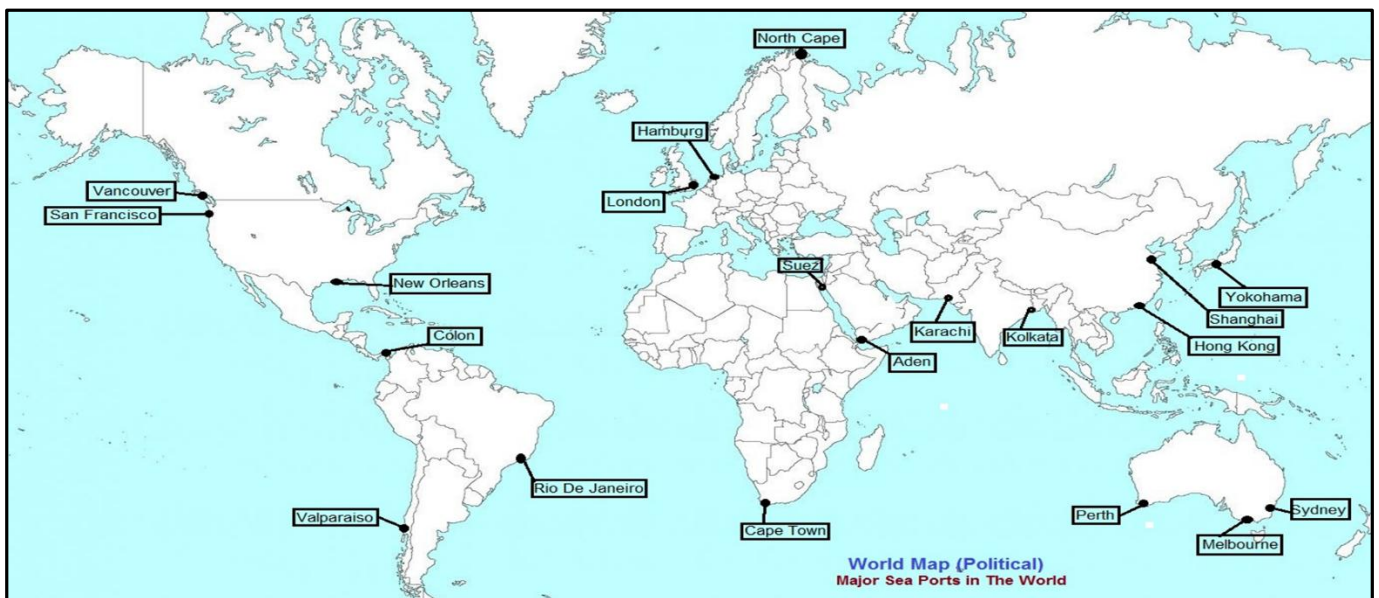 North Cape
Hamburg
Vancouver
London
San Francisco
Suez
New Orleans
Yokohama
Shanghai
Karachi
Kolkata
Hong Kong
Cólon
Aden
Rio De Janeiro
Valparaiso
Perth
Sydney
Cape Town
Melbourne
World Map (Political)
Major Sea Ports in The World